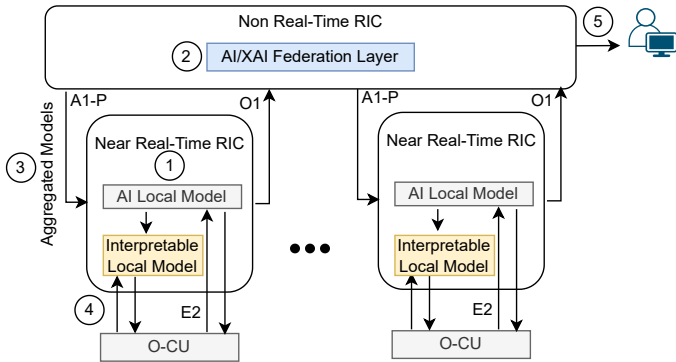 Non Real-Time RIC
5
2
AI/XAI Federation Layer
A1-P
O1
A1-P
O1
3
Aggregated Models
Near Real-Time RIC
1
AI Local Model
Interpretable
Local Model
4
E2
O-CU
Near Real-Time RIC
AI Local Model
Interpretable
Local Model
E2
O-CU